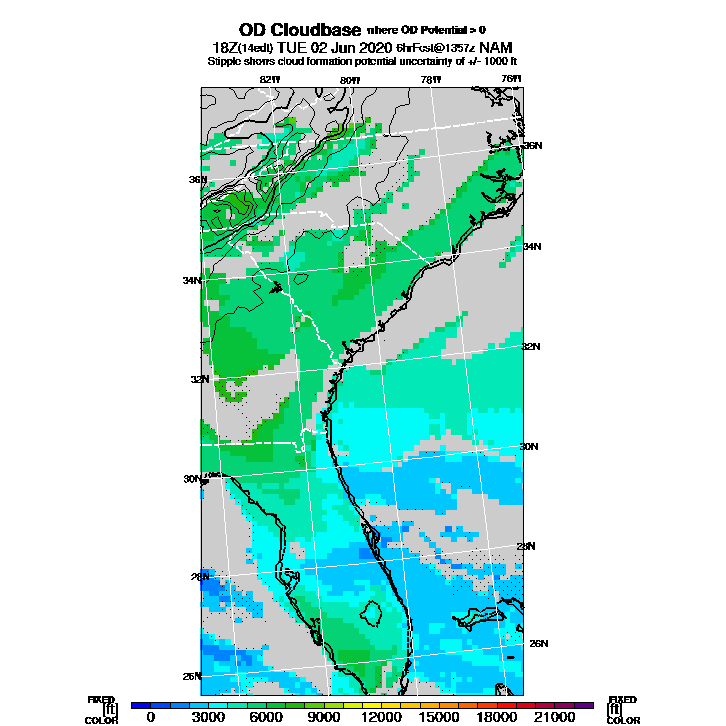 OD Cloudbase where OD Potential > 0
18Z(14edt) TUE 02 Jun 2020 6hrFcst@1357z NAM
Stipple shows cloud formation potential uncertainty of +/- 1000 ft
82W 80W 78W 76W
36N
36N
34N
34N
32N
32N
30N
30N
28N
28N
26N
26N
FIXED FIXED
[ft] 0 3000 6000 9000 12000 15000 18000 21000 [ft]
COLOR COLOR